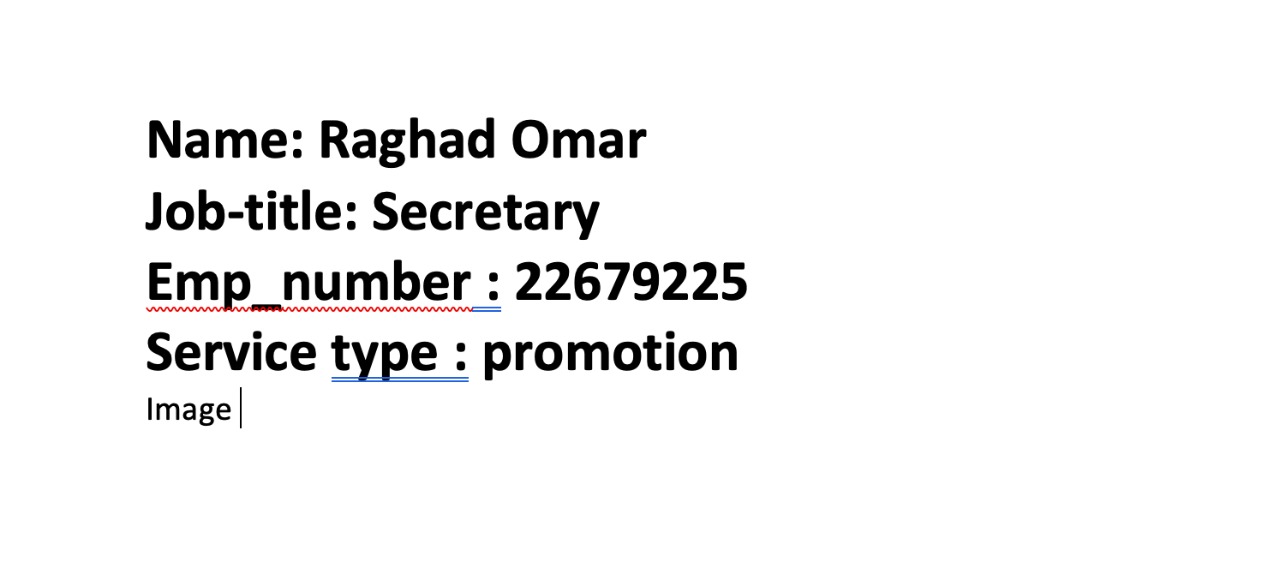 Name: Raghad Omar
Job-title: Secretary
Emp_number : 22679225
Service type : promotion
Image